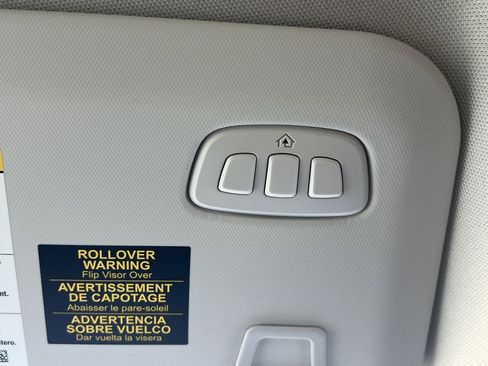 ROLLOVER
WARNING
Flip Visor Over
AVERTISSEMENT
DE CAPOTAGE
Abaisser le pare-soleil
ADVERTENCIA
SOBRE VUELCO
Dar vuelta la visera